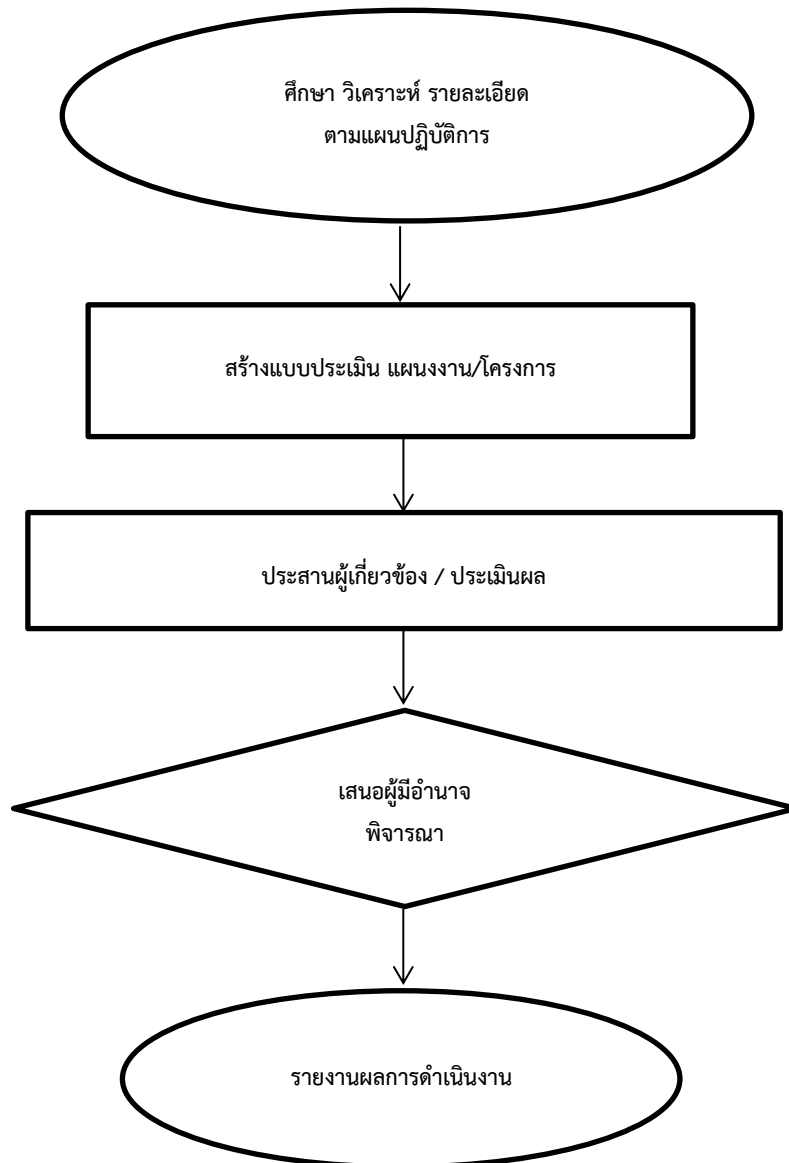 ศึกษา วิเคราะห์ รายละเอียด
ตามแผนปฏิบัติการ
สร้างแบบประเมิน แผนงงาน/โครงการ
ประสานผู้เกี่ยวข้อง / ประเมินผล
เสนอผู้มีอำนาจ
พิจารณา
รายงานผลการดำเนินงาน